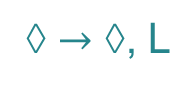 ◊ → ◊, L